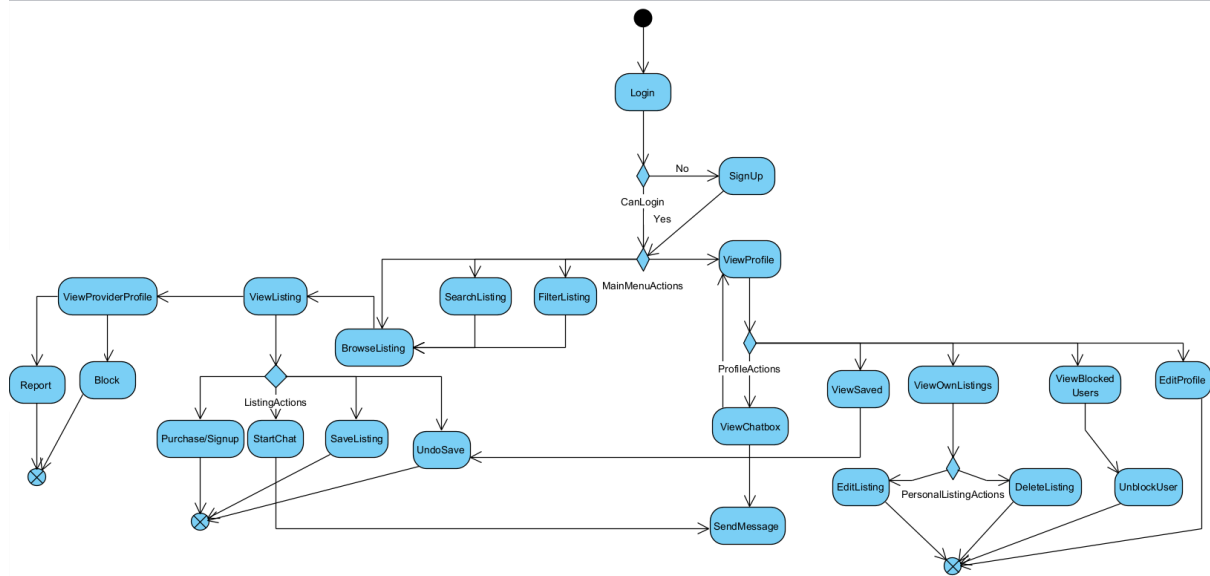 Login
No
SignUp
CanLogin
Yes
ViewProfile
MainMenuActions
ViewProviderProfile
ViewListing
SearchListing
FilterListing
BrowseListing
ProfileActions
Report
Block
ViewSaved
ViewOwnListings
ViewBlocked
Users
EditProfile
ListingActions
Purchase/Signup
StartChat
SaveListing
UndoSave
ViewChatbox
EditListing
PersonalListingActions
DeleteListing
UnblockUser
SendMessage